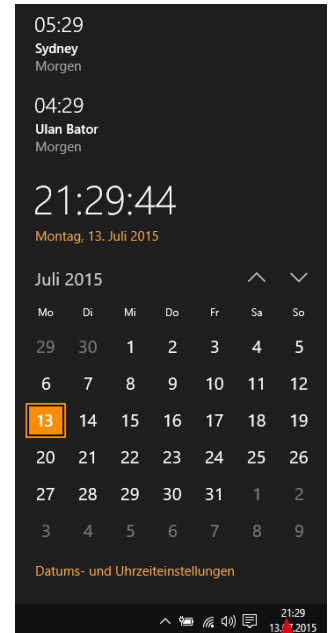 05:29
Sydney
Morgen
04:29
Ulan Bator
Morgen
21:29:44
Montag, 13. Juli 2015
Juli 2015
Mo Di Mi Do Fr Sa So
29 30 1 2 3 4 5
6 7 8 9 10 11 12
13 14 15 16 17 18 19
20 21 22 23 24 25 26
27 28 29 30 31 1 2
3 4 5 6 7 8 9
Datums- und Uhrzeiteinstellungen
21:29